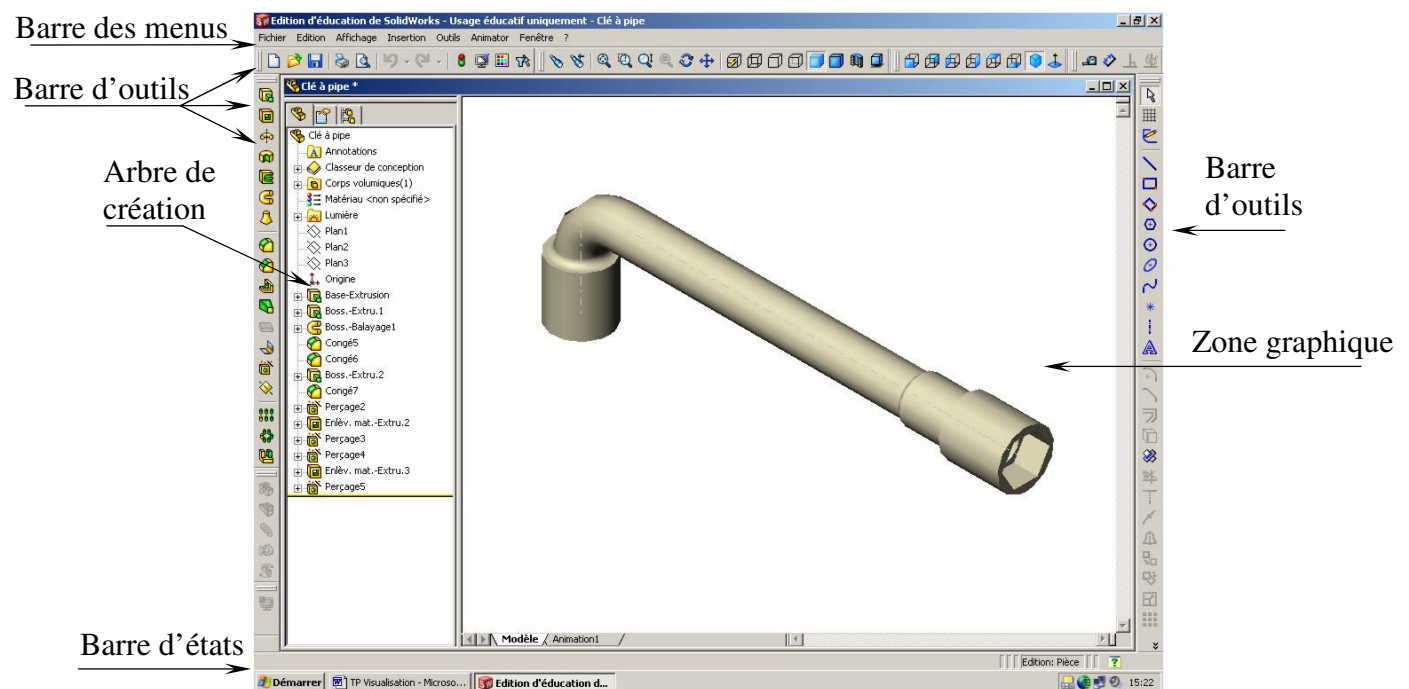 Edition d'éducation de SolidWorks - Usage éducatif uniquement - Clé à pipe
Barre des menus
Fichier Edition Affichage Insertion Outils Animator Fenêtre ?
Barre d'outils
Clé à pipe *
Clé à pipe
Annotations
Classeur de conception
Corps volumiques(1)
Matériau <non spécifié>
Lumière
Plan1
Plan2
Plan3
Origine
Base-Extrusion
Boss.-Extru.1
Boss.-Balayage1
Congé5
Congé6
Boss.-Extru.2
Congé7
Perçage2
Enlèv. mat.-Extru.2
Perçage3
Perçage4
Enlèv. mat.-Extru.3
Perçage5
Arbre de
création
Barre
d'outils
Zone graphique
Modèle Animation1
Barre d'états
Edition: Pièce
Démarrer TP Visualisation - Microso... Edition d'éducation d... 15:22